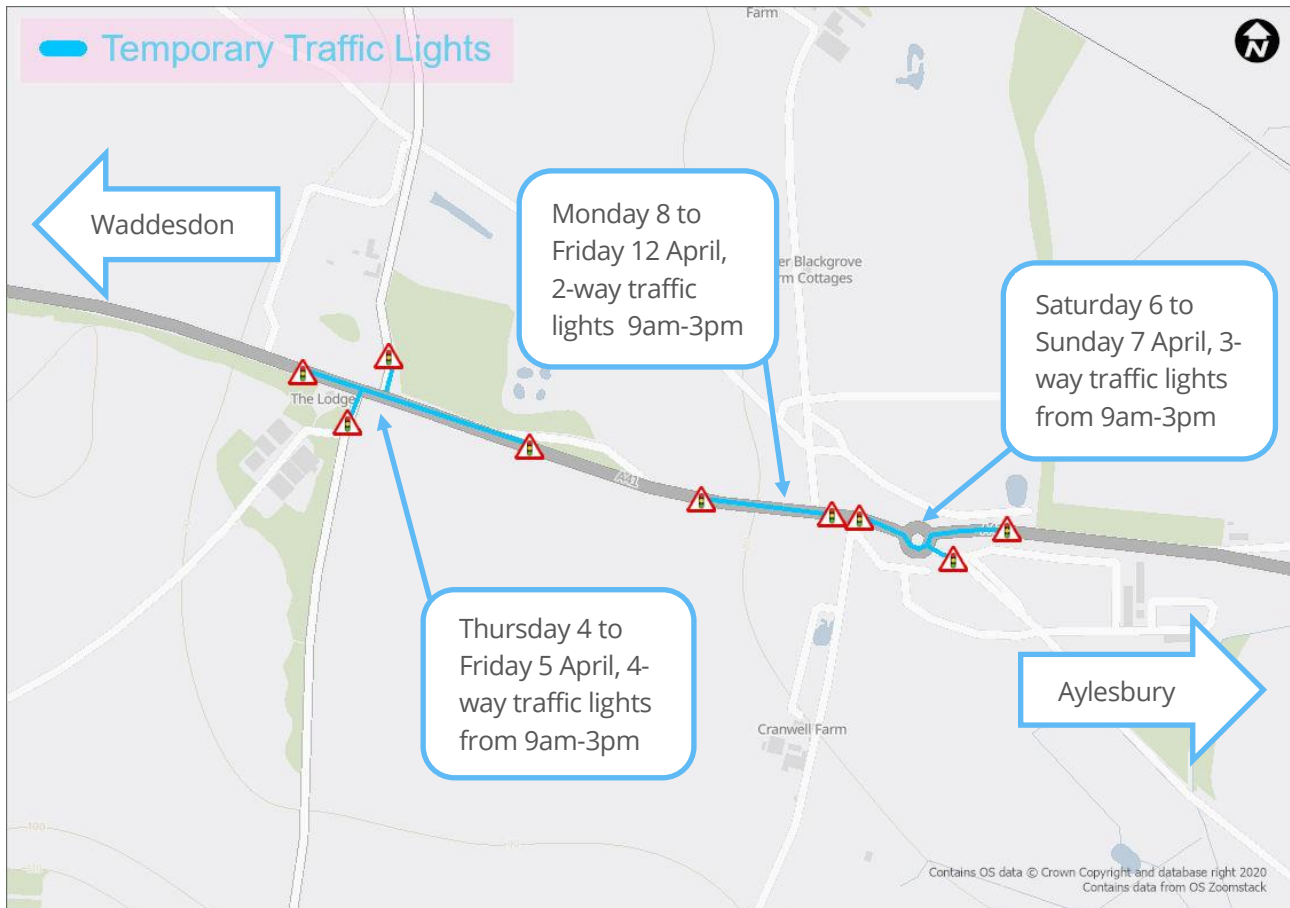 Temporary Traffic Lights
Farm
N
Waddesdon
Monday 8 to
Friday 12 April,
2-way traffic
lights 9am-3pm
er Blackgrove
m Cottages
Saturday 6 to
Sunday 7 April, 3-
way traffic lights
from 9am-3pm
The Lodge
A41
Thursday 4 to
Friday 5 April, 4-
way traffic lights
from 9am-3pm
Aylesbury
Cranwell Farm
100
Contains OS data © Crown Copyright and database right 2020
Contains data from OS Zoomstack